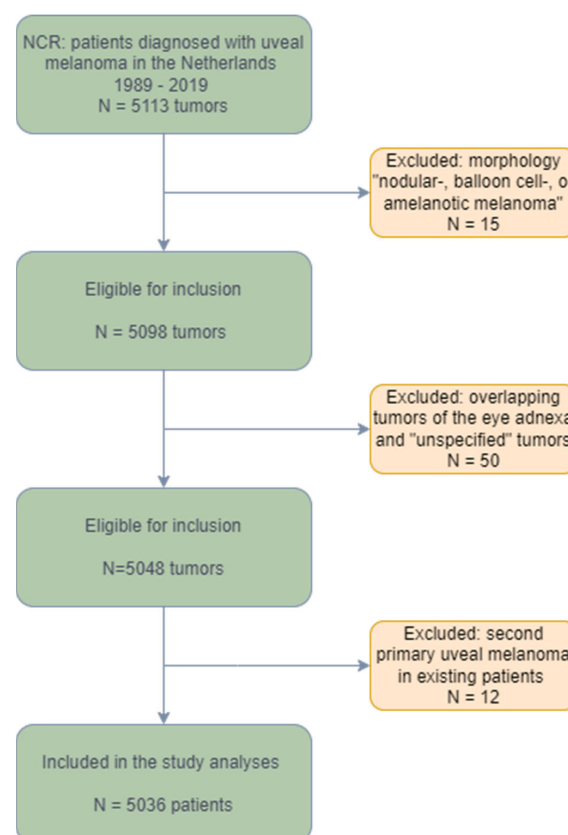 NCR: patients diagnosed with uveal
melanoma in the Netherlands
1989 - 2019
N = 5113 tumors
Excluded: morphology
"nodular-, balloon cell-, o
amelanotic melanoma"
N = 15
Eligible for inclusion
N = 5098 tumors
Excluded: overlapping
tumors of the eye adnexa
and "unspecified" tumors
N = 50
Eligible for inclusion
N=5048 tumors
Excluded: second
primary uveal melanoma
in existing patients
N = 12
Included in the study analyses
N = 5036 patients